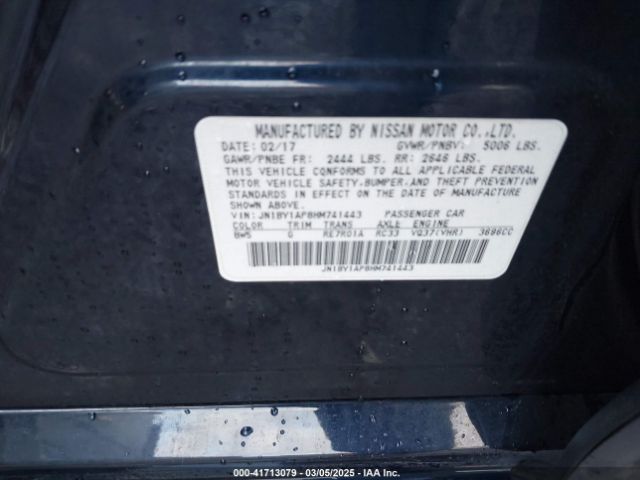 MANUFACTURED BY NISSAN MOTOR CO.,LTD.
DATE: 02/17 GVWR/PNBV: 5006 LBS.
GAWR/PNBE FR: 2444 LBS. RR: 2646 LBS.
THIS VEHICLE CONFORMS TO ALL APPLICABLE FEDERAL
MOTOR VEHICLE SAFETY,BUMPER,AND THEFT PREVENTION
STANDARDS IN EFFECT ON THE DATE OF MANUFACTURE
SHOWN ABOVE.
VIN: JN1BY1AP8HM741443 PASSENGER CAR
COLOR TRIM TRANS AXLE ENGINE
BW5 G RE7R01A RC33 VQ37(VHR) 3696CC
JN1BY1AP8HM741443
(WWW) - 41713079 - 03/05/2025 - IAA Inc.